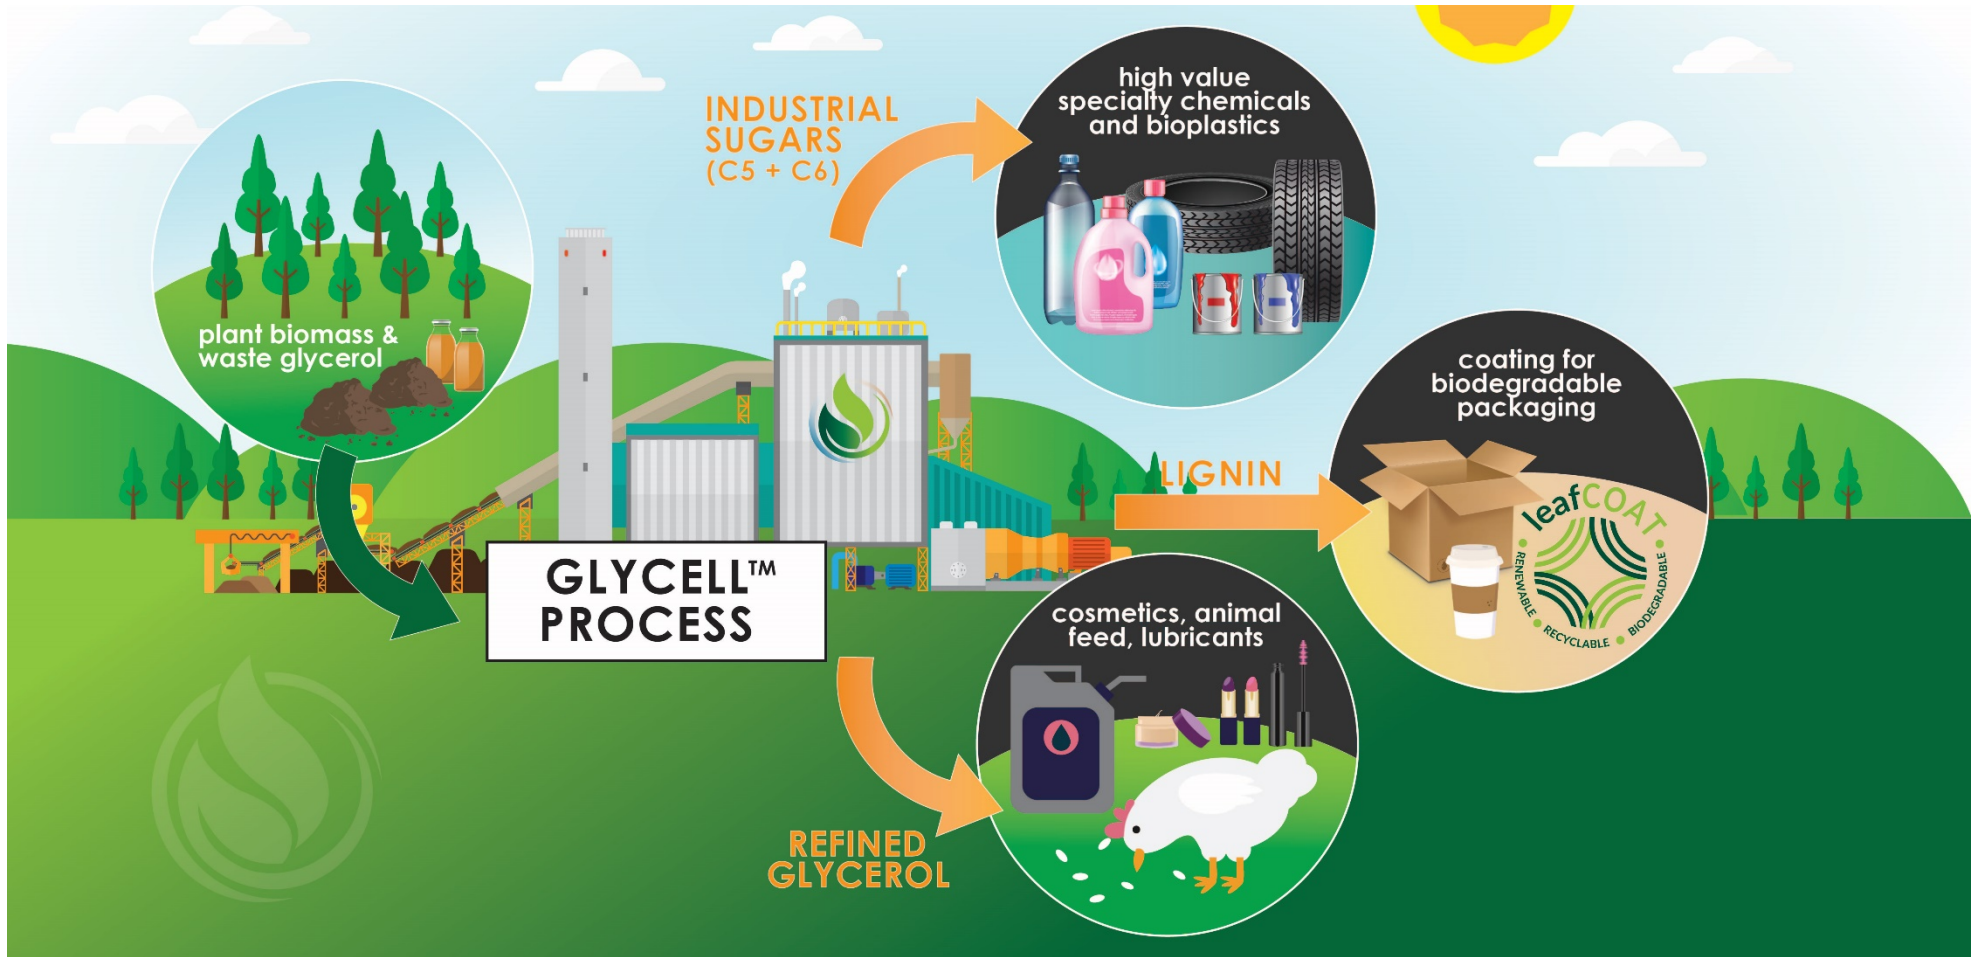 plant biomass &
waste glycerol
GLYCELL™
PROCESS
INDUSTRIAL
SUGARS
(C5 + C6)
high value
specialty chemicals
and bioplastics
LIGNIN
coating for
biodegradable
packaging
leafCOAT
RENEWABLE • RECYCLABLE • BIODEGRADABLE
REFINED
GLYCEROL
cosmetics, animal
feed, lubricants